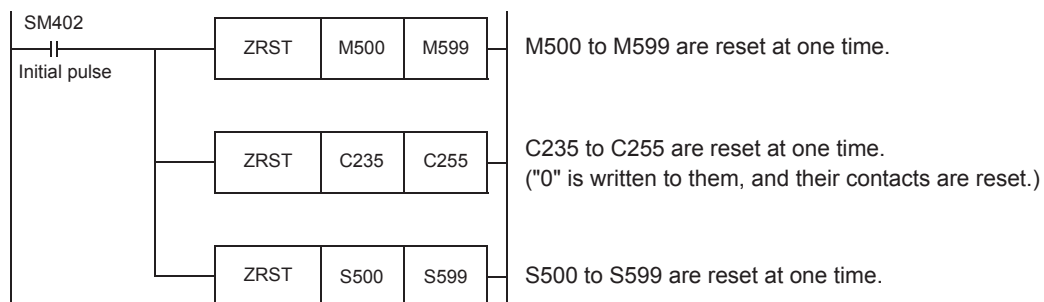 SM402
Initial pulse
ZRST M500 M599
M500 to M599 are reset at one time.
ZRST C235 C255
C235 to C255 are reset at one time.
("0" is written to them, and their contacts are reset.)
ZRST S500 S599
S500 to S599 are reset at one time.